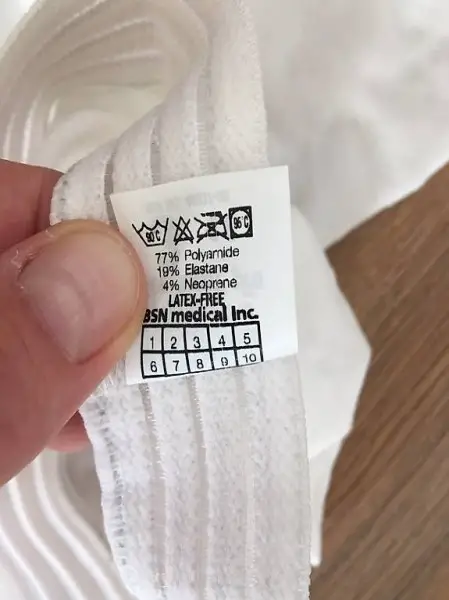 90°C 95°C
77% Polyamide
19% Elastane
4% Neoprene
LATEX-FREE
BSN medical Inc.
1 2 3 4 5
6 7 8 9 10